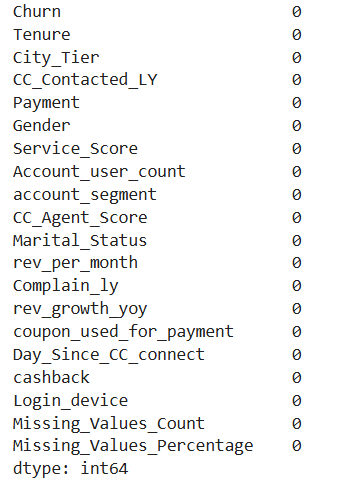 Churn 0
Tenure 0
City_Tier 0
CC_Contacted_LY 0
Payment 0
Gender 0
Service_Score 0
Account_user_count 0
account_segment 0
CC_Agent_Score 0
Marital_Status 0
rev_per_month 0
Complain_ly 0
rev_growth_yoy 0
coupon_used_for_payment 0
Day_Since_CC_connect 0
cashback 0
Login_device 0
Missing_Values_Count 0
Missing_Values_Percentage 0
dtype: int64